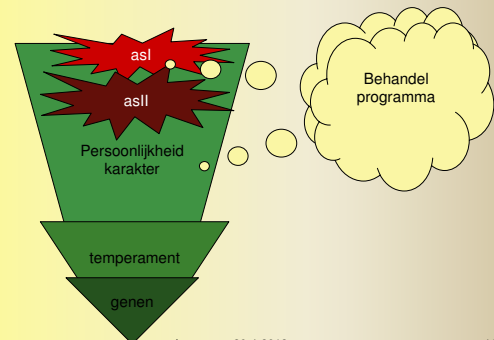 asI
asII
Persoonlijkheid
karakter
temperament
genen
Behandel
programma